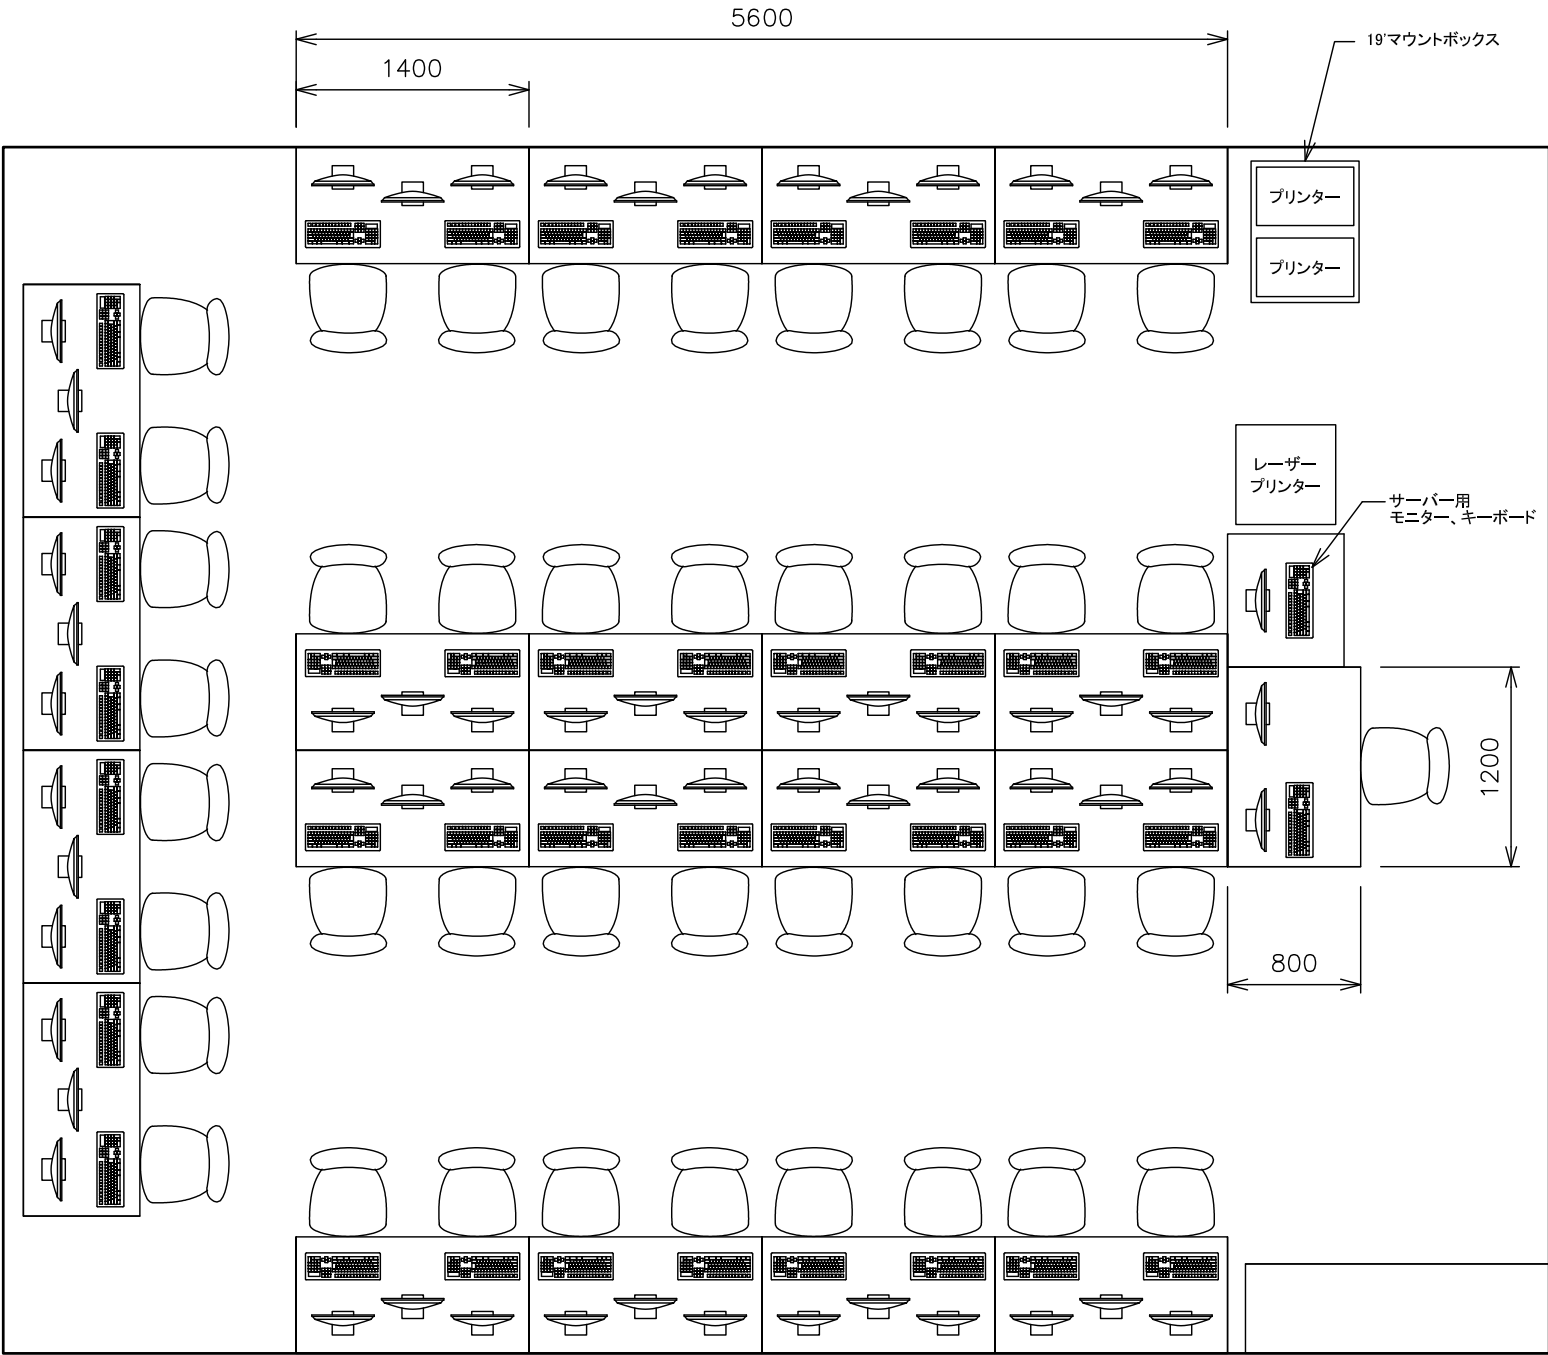 5600
1400
19'マウントボックス
プリンター
プリンター
レーザー
プリンター
サーバー用
モニター、キーボード
1200
800